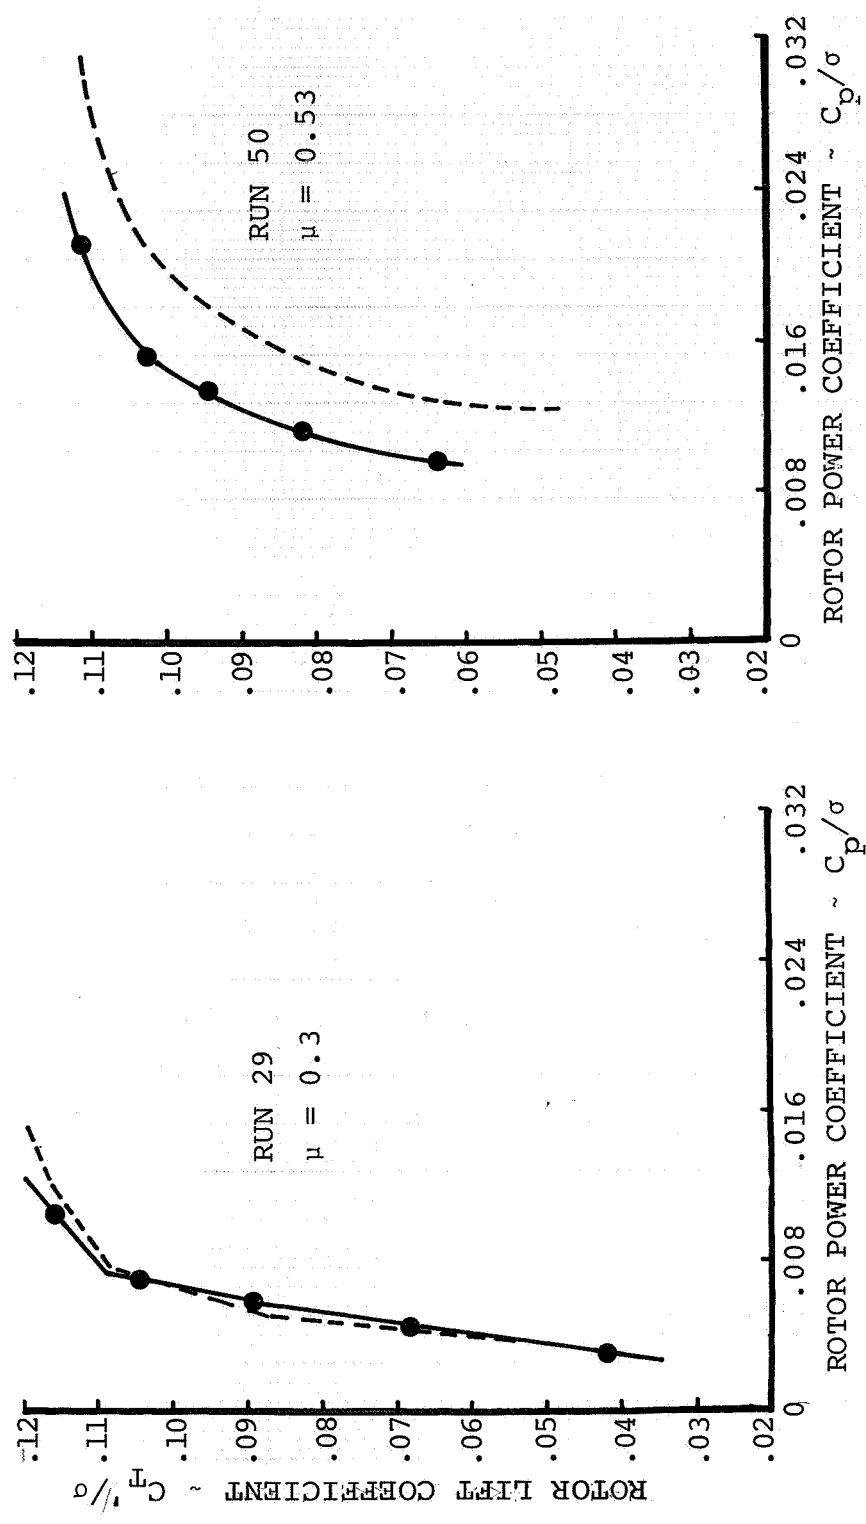 ROTOR LIFT COEFFICIENT ~ C_T'/σ
.12
.11
.10
.09
.08
.07
.06
.05
.04
.03
.02
RUN 29
μ = 0.3
0 .008 .016 .024 .032
ROTOR POWER COEFFICIENT ~ C_p/σ
.12
.11
.10
.09
.08
.07
.06
.05
.04
.03
.02
RUN 50
μ = 0.53
0 .008 .016 .024 .032
ROTOR POWER COEFFICIENT ~ C_p/σ